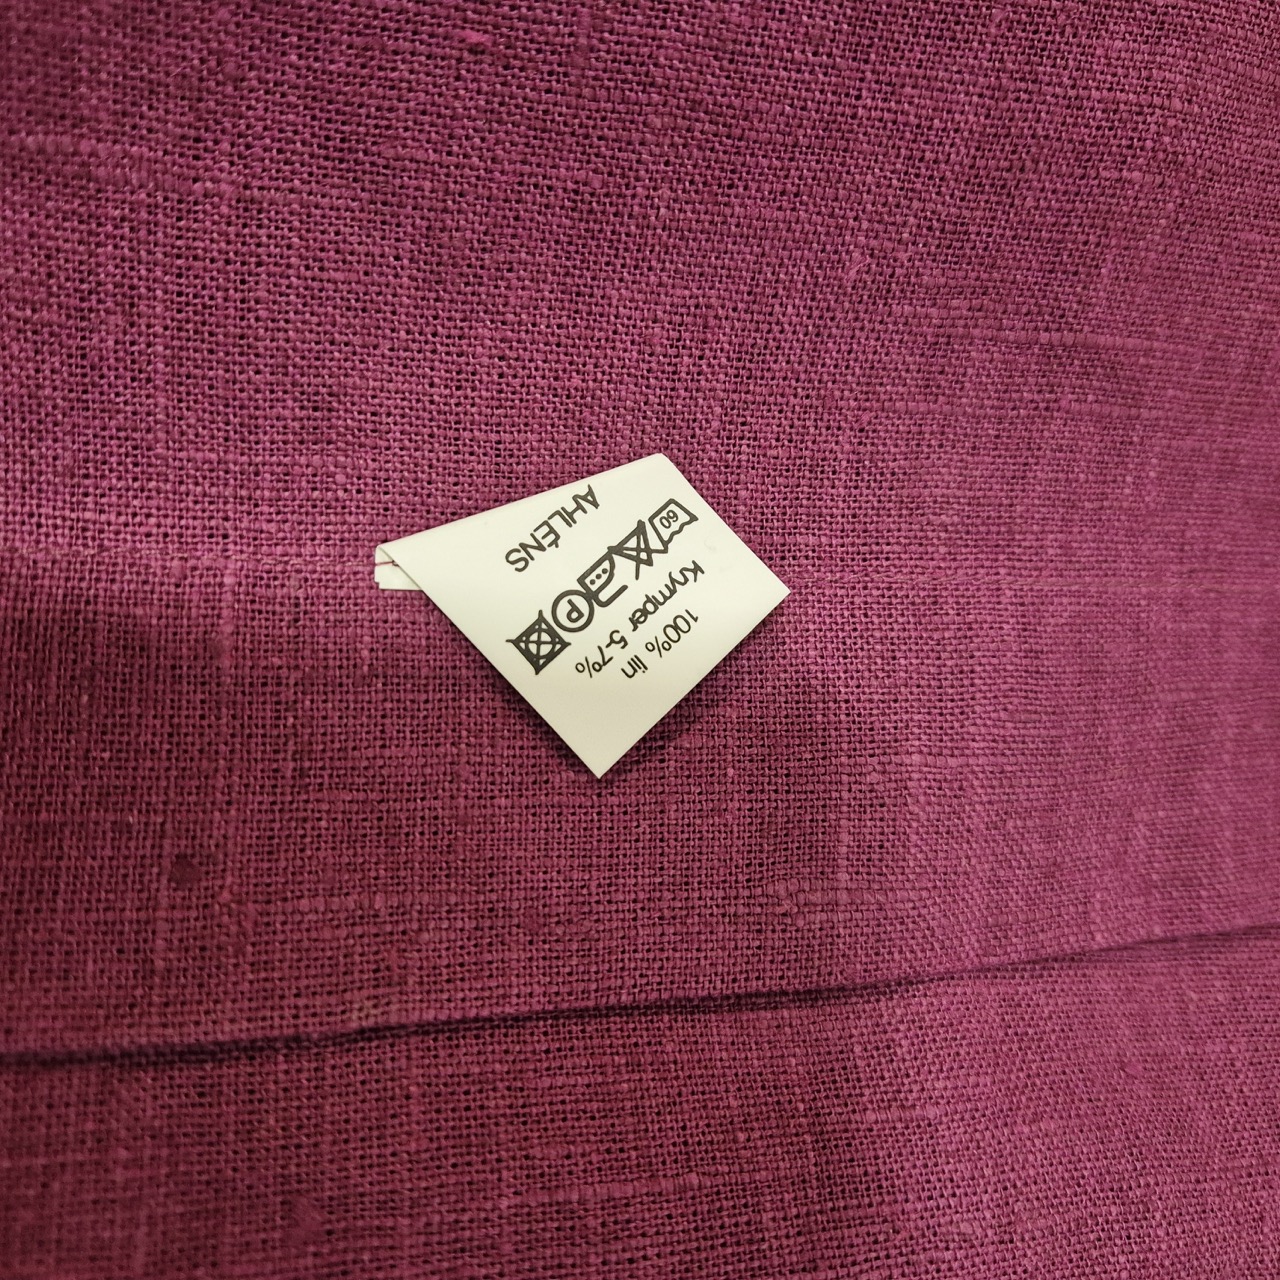 100% lin
Krymper 5-7%
60 P
ÅHLÉNS